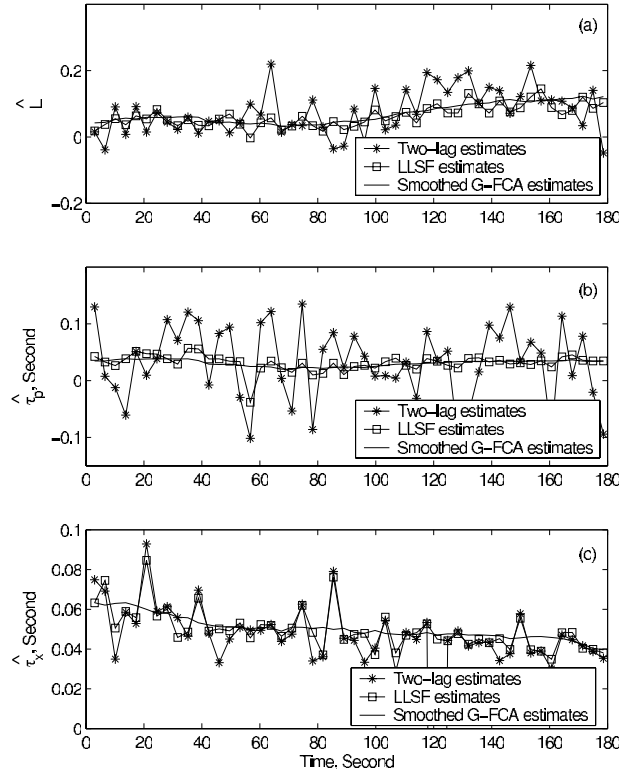 (a)
0.2
0
−0.2
^
L
Two−lag estimates
LLSF estimates
Smoothed G−FCA estimates
0 20 40 60 80 100 120 140 160 180
(b)
0.1
0
−0.1
^
τp, Second
Two−lag estimates
LLSF estimates
Smoothed G−FCA estimates
0 20 40 60 80 100 120 140 160 180
(c)
0.1
0.08
0.06
0.04
0.02
0
^
τx, Second
Two−lag estimates
LLSF estimates
Smoothed G−FCA estimates
0 20 40 60 80 100 120 140 160 180
Time, Second